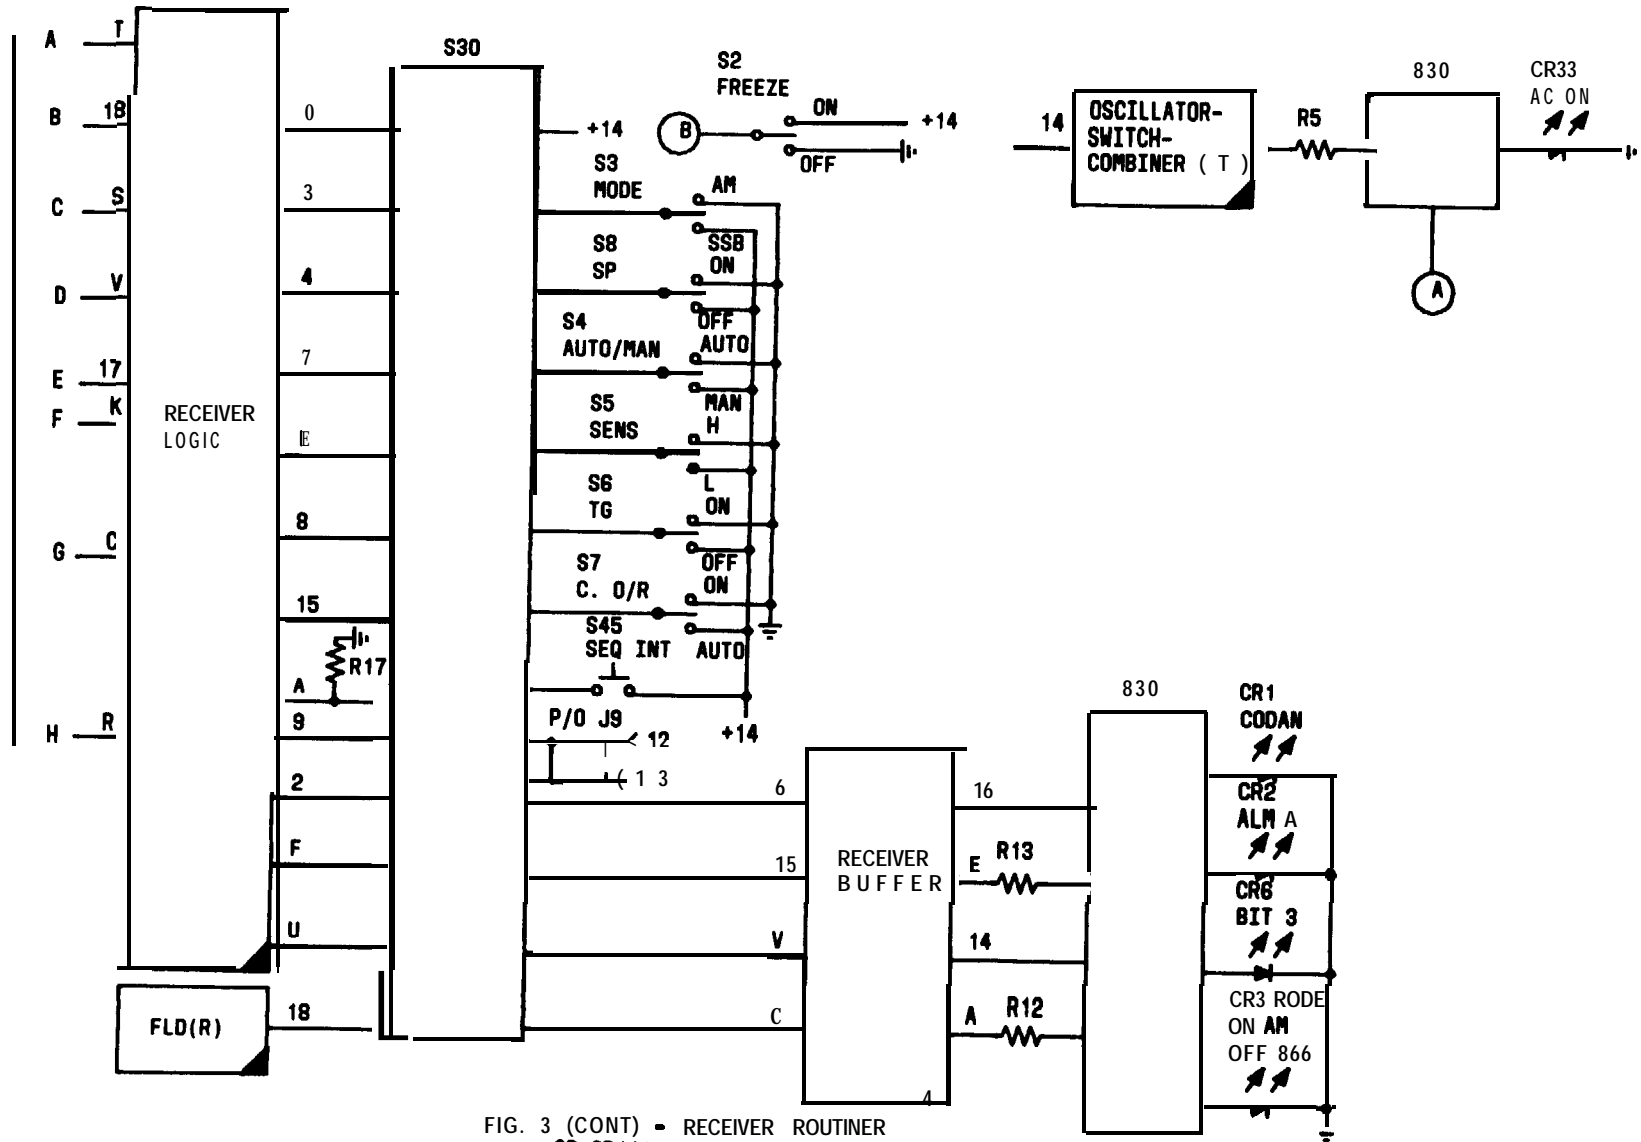 A T
B 18
C S
D V
E 17
F K
G C
H R
RECEIVER
LOGIC
0
3
4
7
E
8
15
R17
A
9
2
F
U
FLD(R)
18
S30
+14
S2
FREEZE
B
ON
+14
OFF
S3
MODE
AM
SSB
S8
SP
ON
OFF
S4
AUTO/MAN
AUTO
MAN
S5
SENS
H
L
S6
TG
ON
OFF
S7
C. O/R
ON
AUTO
S45
SEQ INT
+14
P/O J9
12
13
14
OSCILLATOR-
SWITCH-
COMBINER (T)
R5
830
CR33
AC ON
A
6
15
V
C
RECEIVER
BUFFER
4
16
E R13
14
A R12
830
CR1
CODAN
CR2
ALM A
CR6
BIT 3
CR3 RODE
ON AM
OFF 866
FIG. 3 (CONT) - RECEIVER ROUTINER